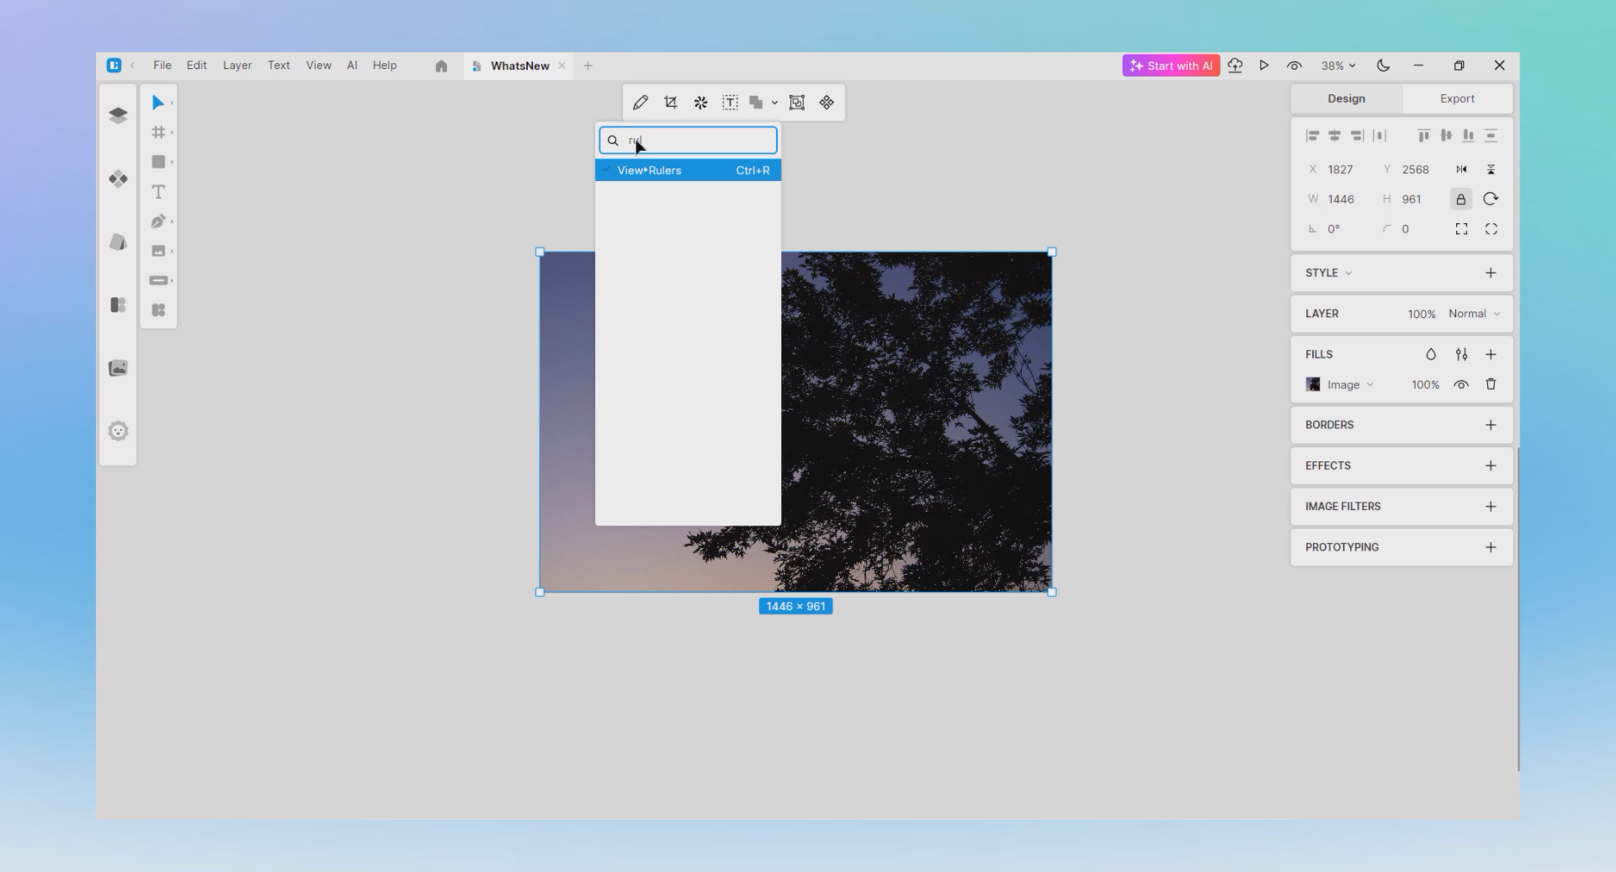 File Edit Layer Text View AI Help WhatsNew Start with AI 38%
Design Export
rul
View▸Rulers Ctrl+R
X 1827 Y 2568
W 1446 H 961
0° 0
STYLE
LAYER 100% Normal
FILLS
Image 100%
BORDERS
EFFECTS
IMAGE FILTERS
PROTOTYPING
1446 × 961